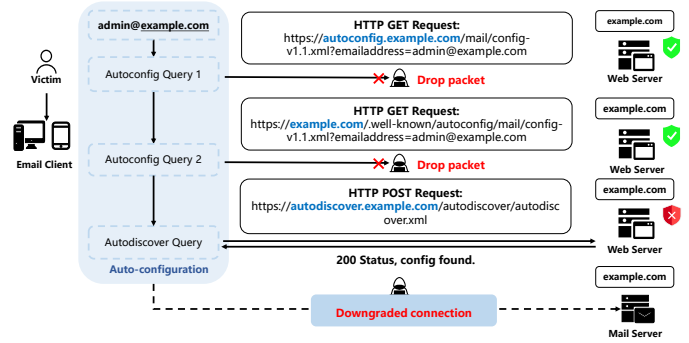 admin@example.com
HTTP GET Request:
https://autoconfig.example.com/mail/config-
v1.1.xml?emailaddress=admin@example.com
example.com
Web Server
Victim
Autoconfig Query 1
Drop packet
HTTP GET Request:
https://example.com/.well-known/autoconfig/mail/config-
v1.1.xml?emailaddress=admin@example.com
example.com
Email Client
Autoconfig Query 2
Drop packet
Web Server
HTTP POST Request:
https://autodiscover.example.com/autodiscover/autodisc
over.xml
example.com
Autodiscover Query
Web Server
Auto-configuration
200 Status, config found.
example.com
Downgraded connection
Mail Server